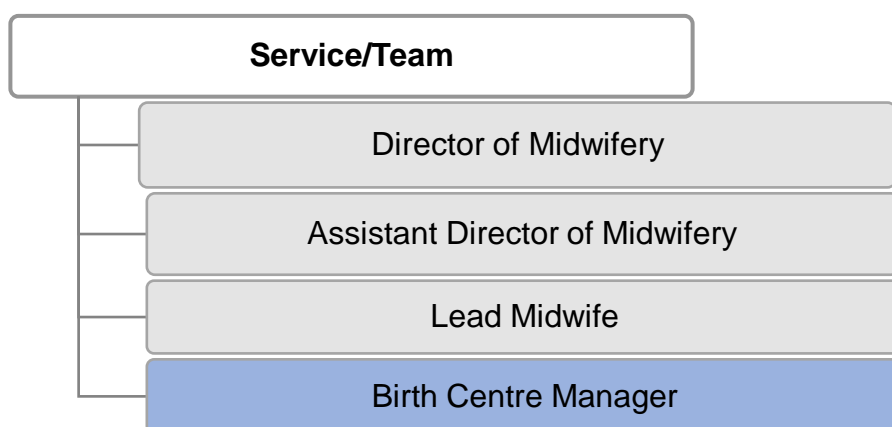 Service/Team
Director of Midwifery
Assistant Director of Midwifery
Lead Midwife
Birth Centre Manager